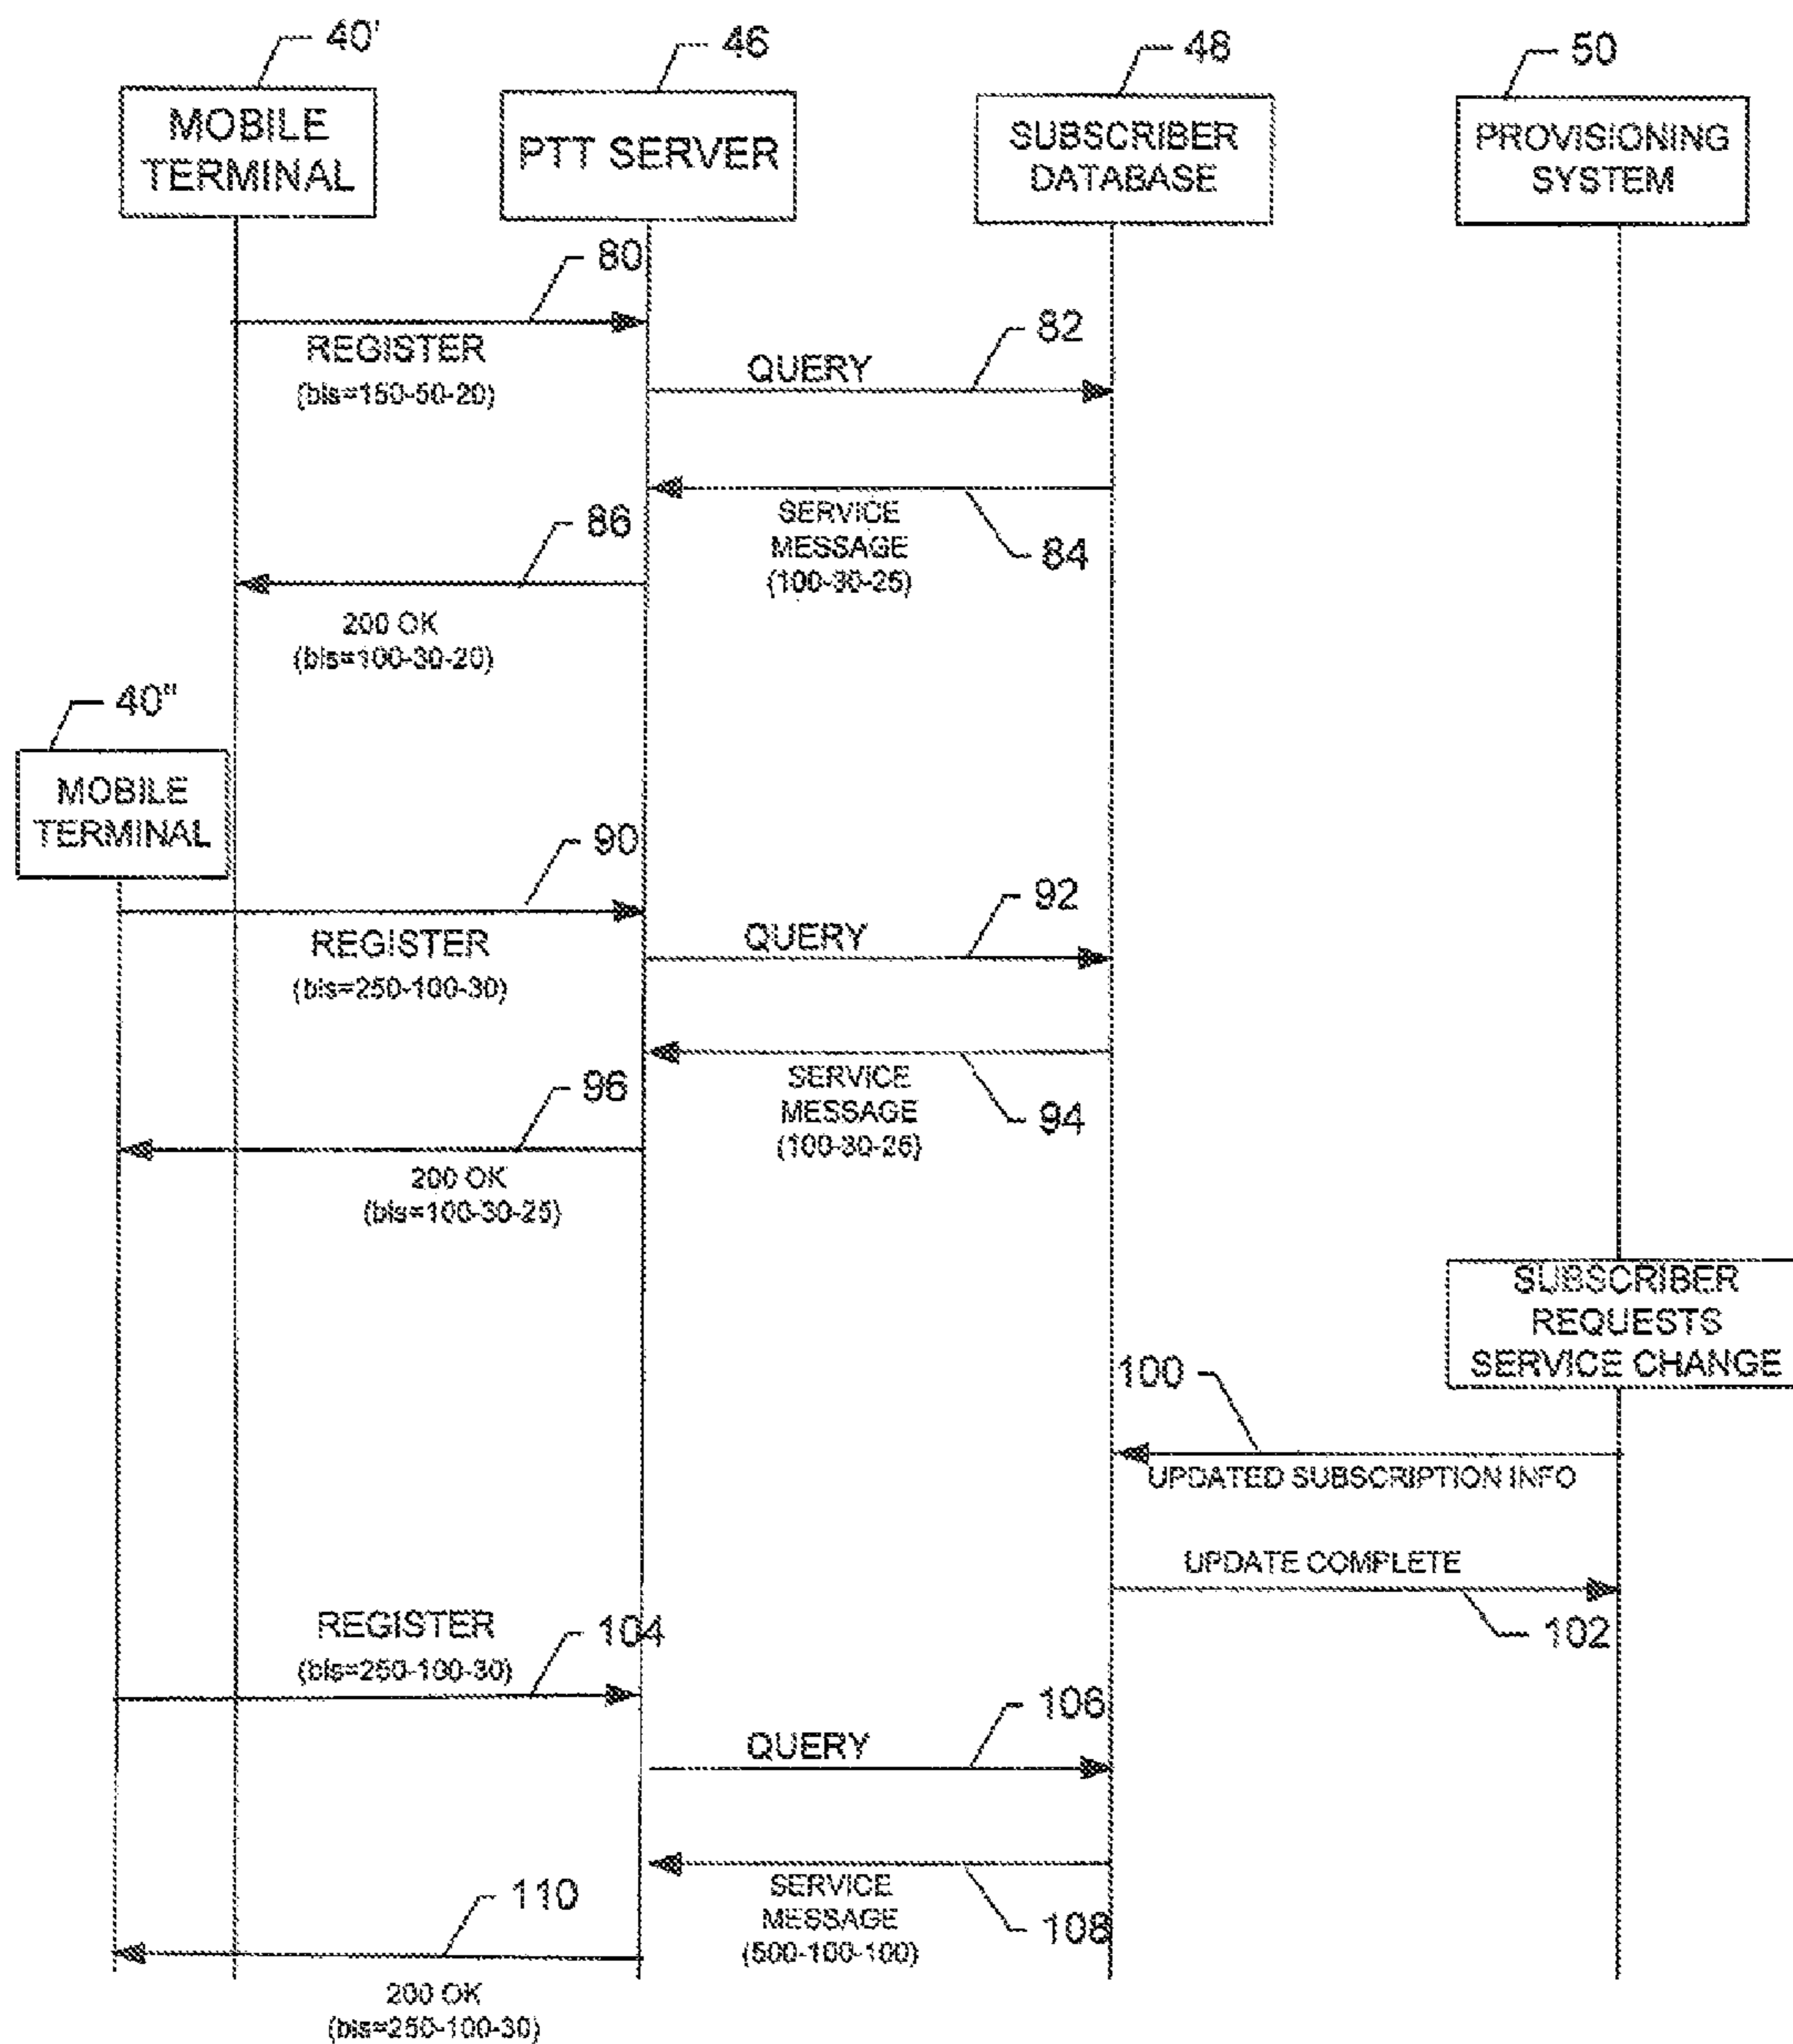 40'
46
48
50
MOBILE
TERMINAL
PTT SERVER
SUBSCRIBER
DATABASE
PROVISIONING
SYSTEM
80
REGISTER
(bls=150-50-20)
82
QUERY
84
SERVICE
MESSAGE
(100-30-25)
86
200 OK
(bls=100-30-20)
40"
MOBILE
TERMINAL
90
REGISTER
(bls=250-100-30)
92
QUERY
94
SERVICE
MESSAGE
(100-30-25)
96
200 OK
(bls=100-30-25)
SUBSCRIBER
REQUESTS
SERVICE CHANGE
100
UPDATED SUBSCRIPTION INFO
UPDATE COMPLETE
102
REGISTER
(bls=250-100-30)
104
106
QUERY
108
SERVICE
MESSAGE
(500-100-100)
110
200 OK
(bls=250-100-30)